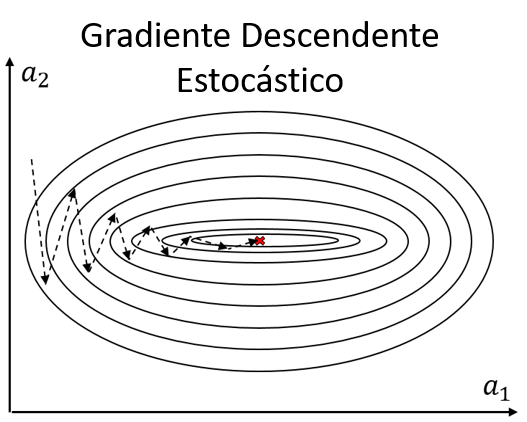 Gradiente Descendente
Estocástico
a₂
a₁